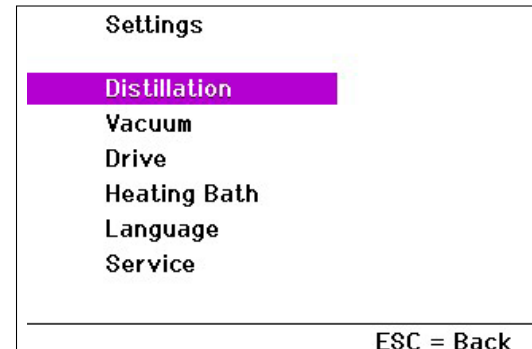 Settings
Distillation
Vacuum
Drive
Heating Bath
Language
Service
ESC = Back